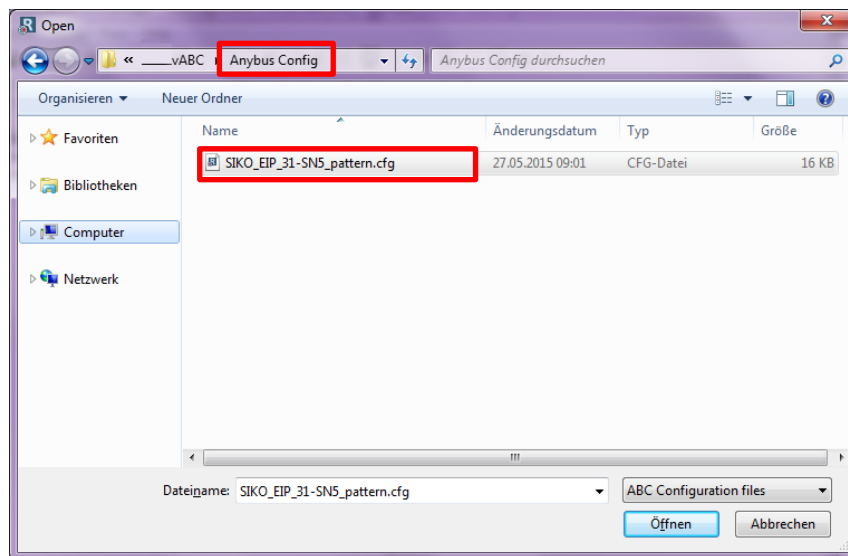 Open
« ____vABC Anybus Config Anybus Config durchsuchen
Organisieren Neuer Ordner
Name Änderungsdatum Typ Größe
SIKO_EIP_31-SN5_pattern.cfg 27.05.2015 09:01 CFG-Datei 16 KB
Favoriten
Bibliotheken
Computer
Netzwerk
Dateiname: SIKO_EIP_31-SN5_pattern.cfg ABC Configuration files
Öffnen Abbrechen